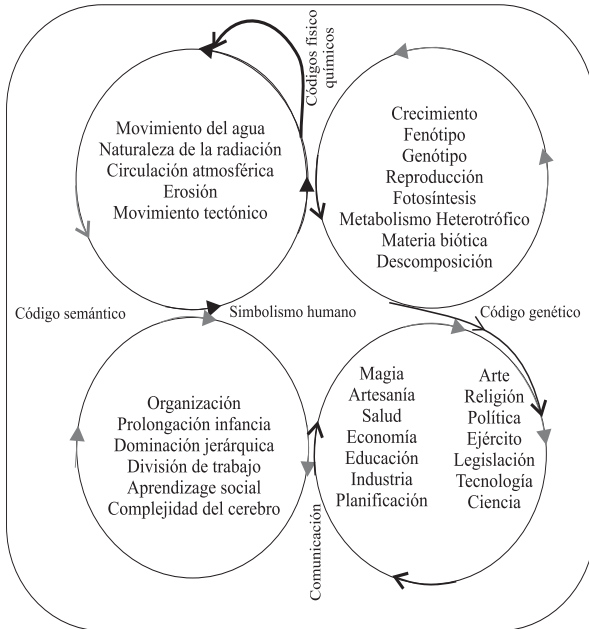 Códigos físico
químicos
Movimiento del agua
Naturaleza de la radiación
Circulación atmosférica
Erosión
Movimiento tectónico
Crecimiento
Fenótipo
Genótipo
Reproducción
Fotosíntesis
Metabolismo Heterotrófico
Materia biótica
Descomposición
Código semántico
Simbolismo humano
Código genético
Organización
Prolongación infancia
Dominación jerárquica
División de trabajo
Aprendizage social
Complejidad del cerebro
Comunicación
Magia
Artesanía
Salud
Economía
Educación
Industria
Planificación
Arte
Religión
Política
Ejército
Legislación
Tecnología
Ciencia